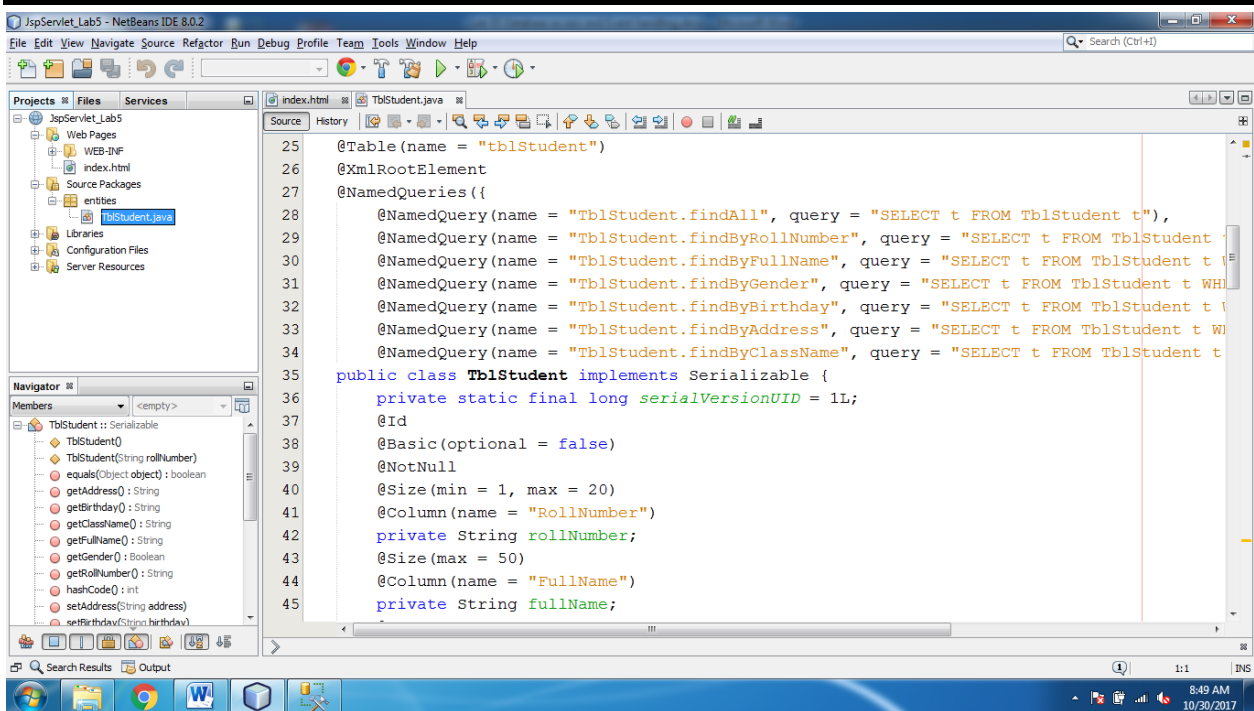 JspServlet_Lab5 - NetBeans IDE 8.0.2
File Edit View Navigate Source Refactor Run Debug Profile Team Tools Window Help
Search (Ctrl+I)
Projects Files Services
JspServlet_Lab5
Web Pages
WEB-INF
index.html
Source Packages
entities
TblStudent.java
Libraries
Configuration Files
Server Resources
Navigator
Members <empty>
TblStudent :: Serializable
TblStudent()
TblStudent(String rollNumber)
equals(Object object) : boolean
getAddress() : String
getBirthday() : String
getClassName() : String
getFullName() : String
getGender() : Boolean
getRollNumber() : String
hashCode() : int
setAddress(String address)
setBirthday(String birthday)
index.html TblStudent.java
Source History
25 @Table(name = "tblStudent")
26 @XmlRootElement
27 @NamedQueries({
28 @NamedQuery(name = "TblStudent.findAll", query = "SELECT t FROM TblStudent t"),
29 @NamedQuery(name = "TblStudent.findByRollNumber", query = "SELECT t FROM TblStudent
30 @NamedQuery(name = "TblStudent.findByFullName", query = "SELECT t FROM TblStudent t
31 @NamedQuery(name = "TblStudent.findByGender", query = "SELECT t FROM TblStudent t WH
32 @NamedQuery(name = "TblStudent.findByBirthday", query = "SELECT t FROM TblStudent t
33 @NamedQuery(name = "TblStudent.findByAddress", query = "SELECT t FROM TblStudent t W
34 @NamedQuery(name = "TblStudent.findByClassName", query = "SELECT t FROM TblStudent t
35 public class TblStudent implements Serializable {
36 private static final long serialVersionUID = 1L;
37 @Id
38 @Basic(optional = false)
39 @NotNull
40 @Size(min = 1, max = 20)
41 @Column(name = "RollNumber")
42 private String rollNumber;
43 @Size(max = 50)
44 @Column(name = "FullName")
45 private String fullName;
Search Results Output
1 1:1 INS
8:49 AM
10/30/2017